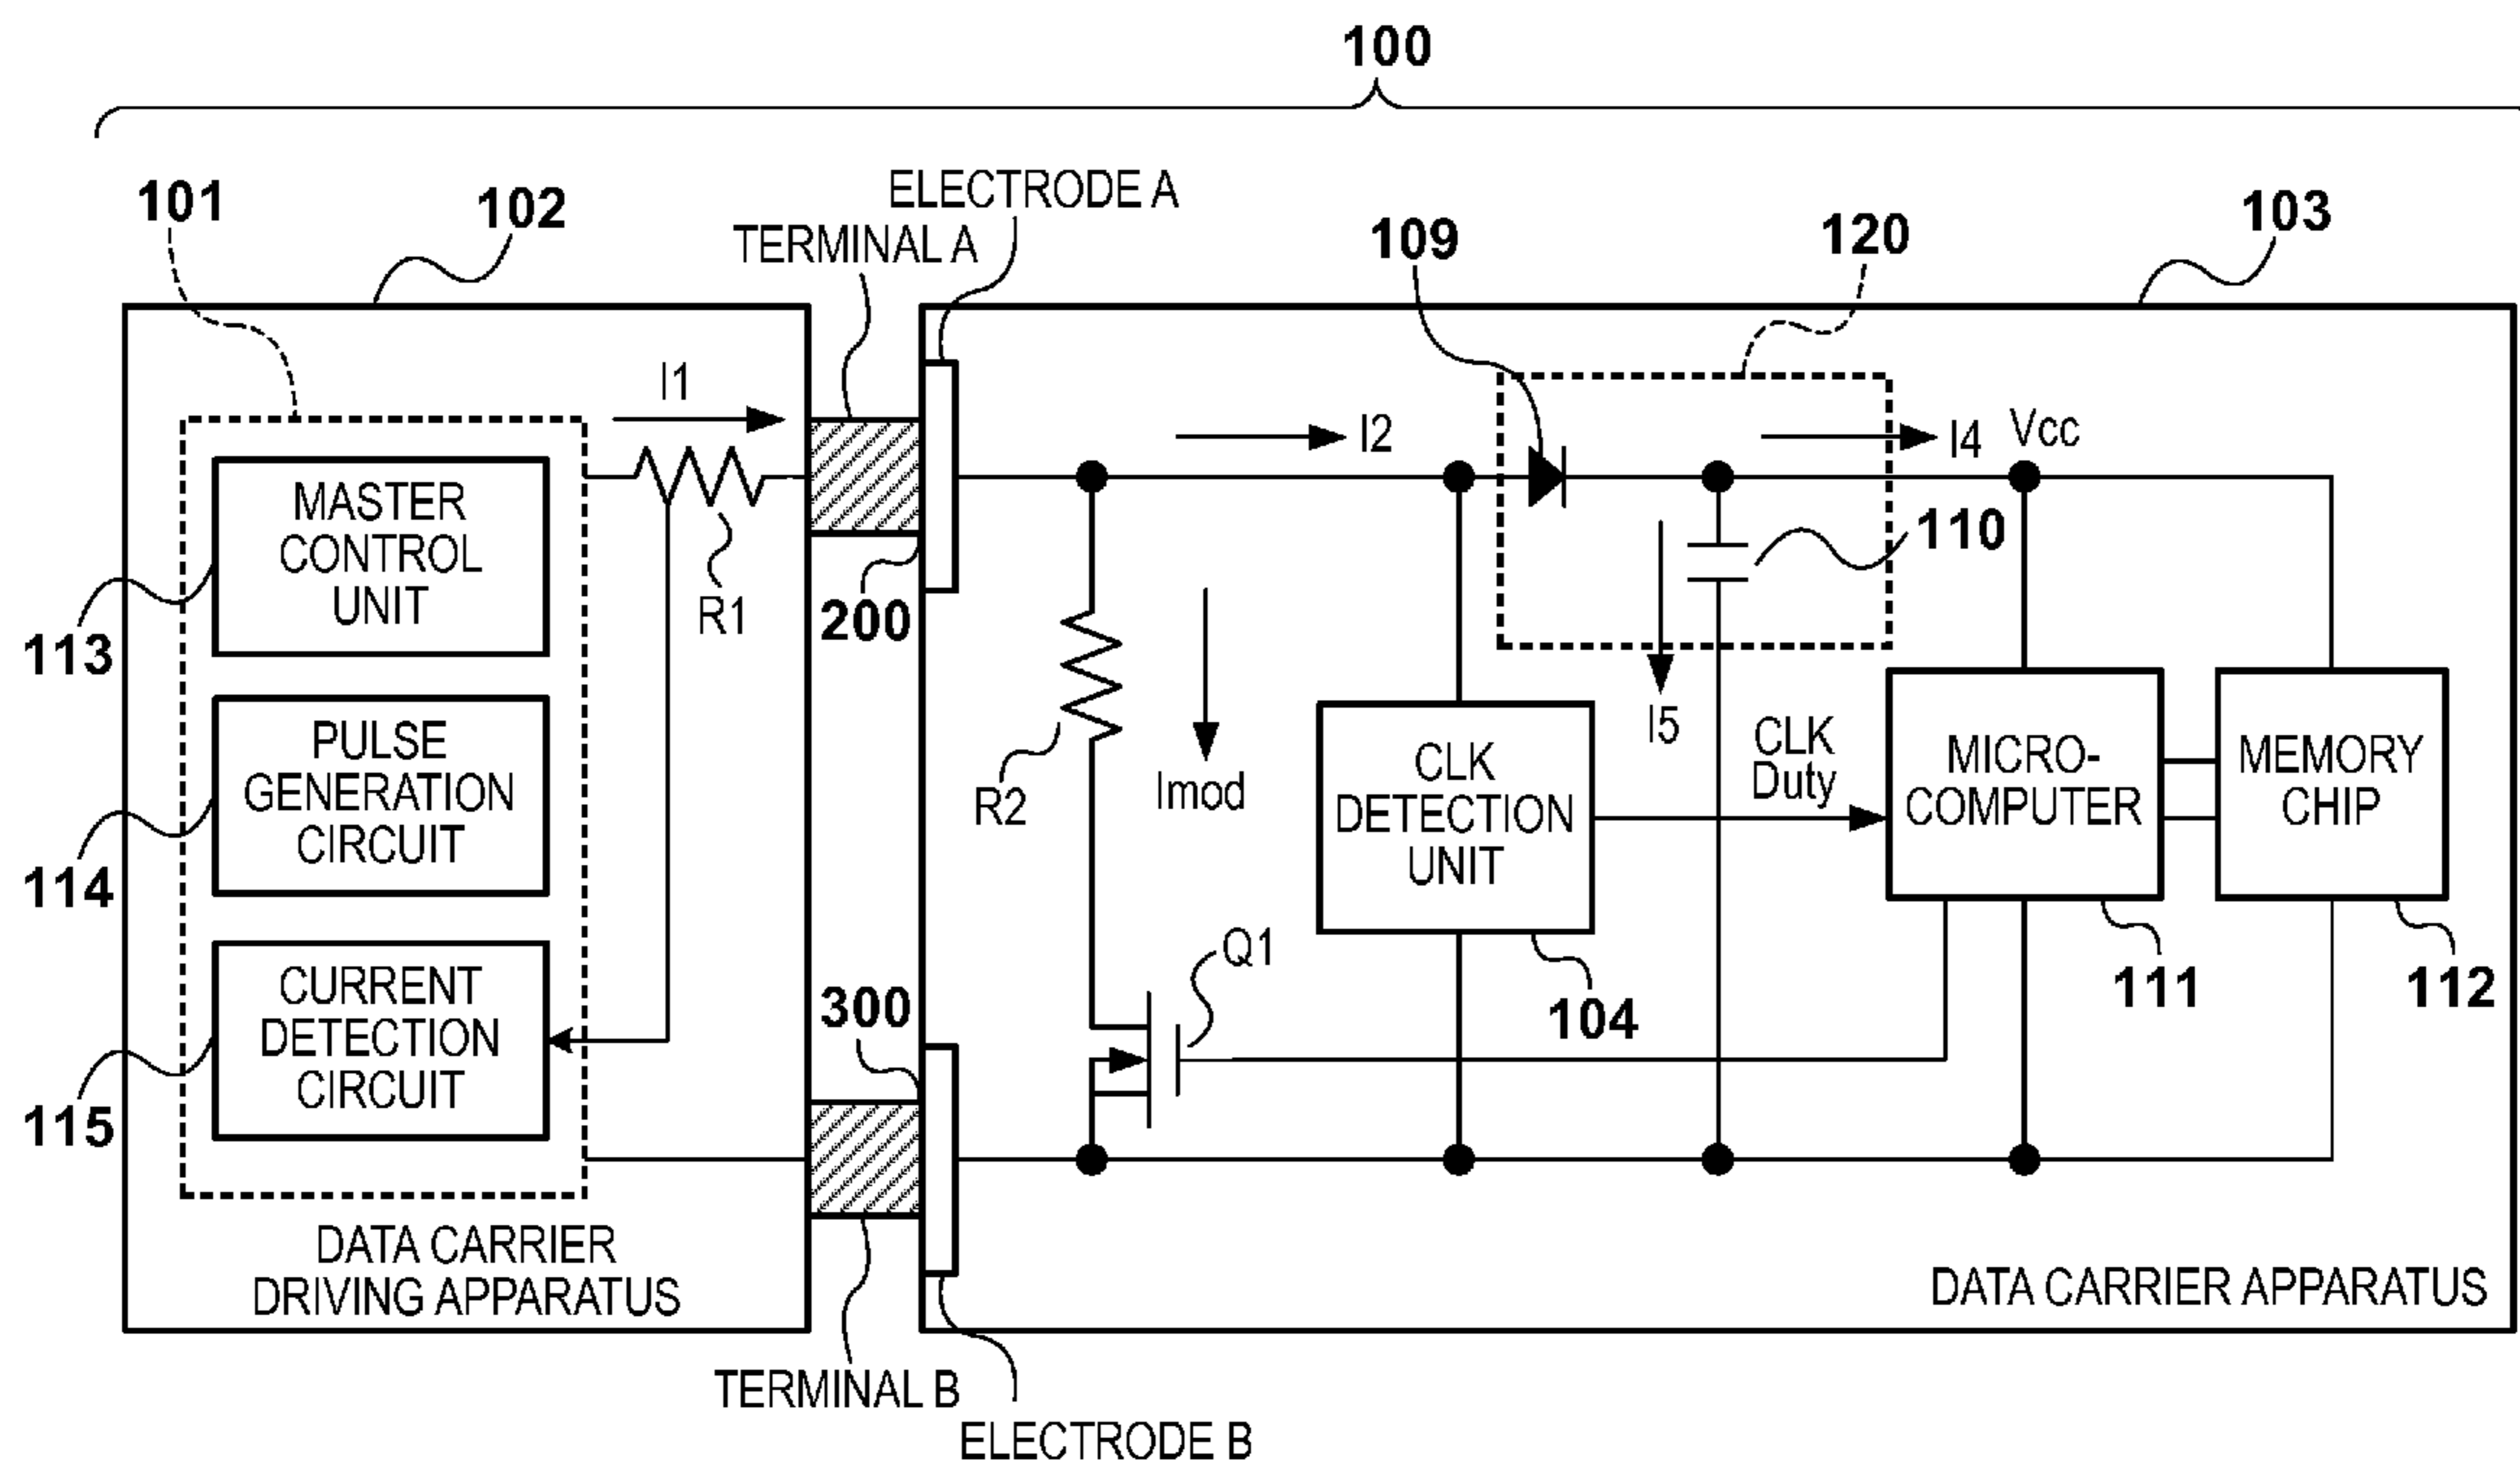 100
101
102
ELECTRODE A
TERMINAL A
109
120
103
I1
I2
I4
Vcc
MASTER
CONTROL
UNIT
R1
200
110
113
PULSE
GENERATION
CIRCUIT
114
R2
Imod
CLK
DETECTION
UNIT
I5
CLK
Duty
MICRO-
COMPUTER
MEMORY
CHIP
CURRENT
DETECTION
CIRCUIT
115
300
Q1
104
111
112
DATA CARRIER
DRIVING APPARATUS
DATA CARRIER APPARATUS
TERMINAL B
ELECTRODE B